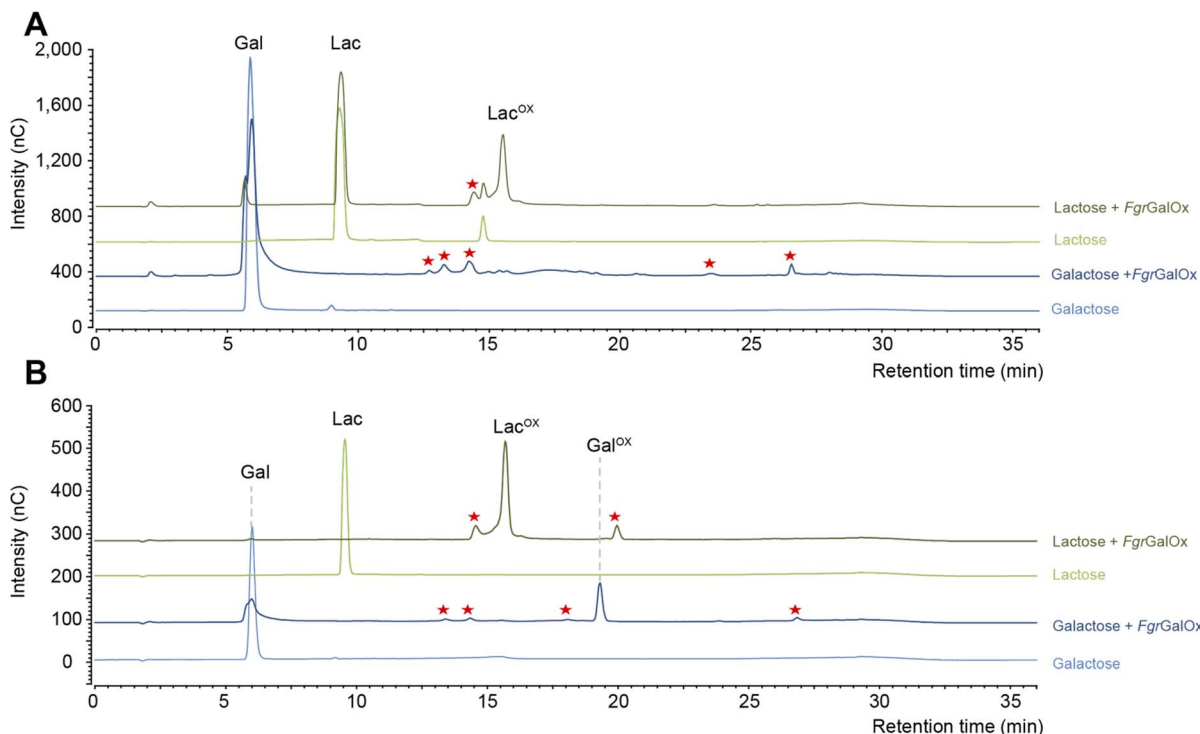 A
Gal
Lac
Lac^OX
Intensity (nC)
2,000
1,600
1,200
800
400
0
Lactose + FgrGalOx
Lactose
Galactose +FgrGalOx
Galactose
0 5 10 15 20 25 30 35
Retention time (min)
B
Gal
Lac
Lac^OX
Gal^OX
Intensity (nC)
600
500
400
300
200
100
0
Lactose + FgrGalOx
Lactose
Galactose + FgrGalOx
Galactose
0 5 10 15 20 25 30 35
Retention time (min)